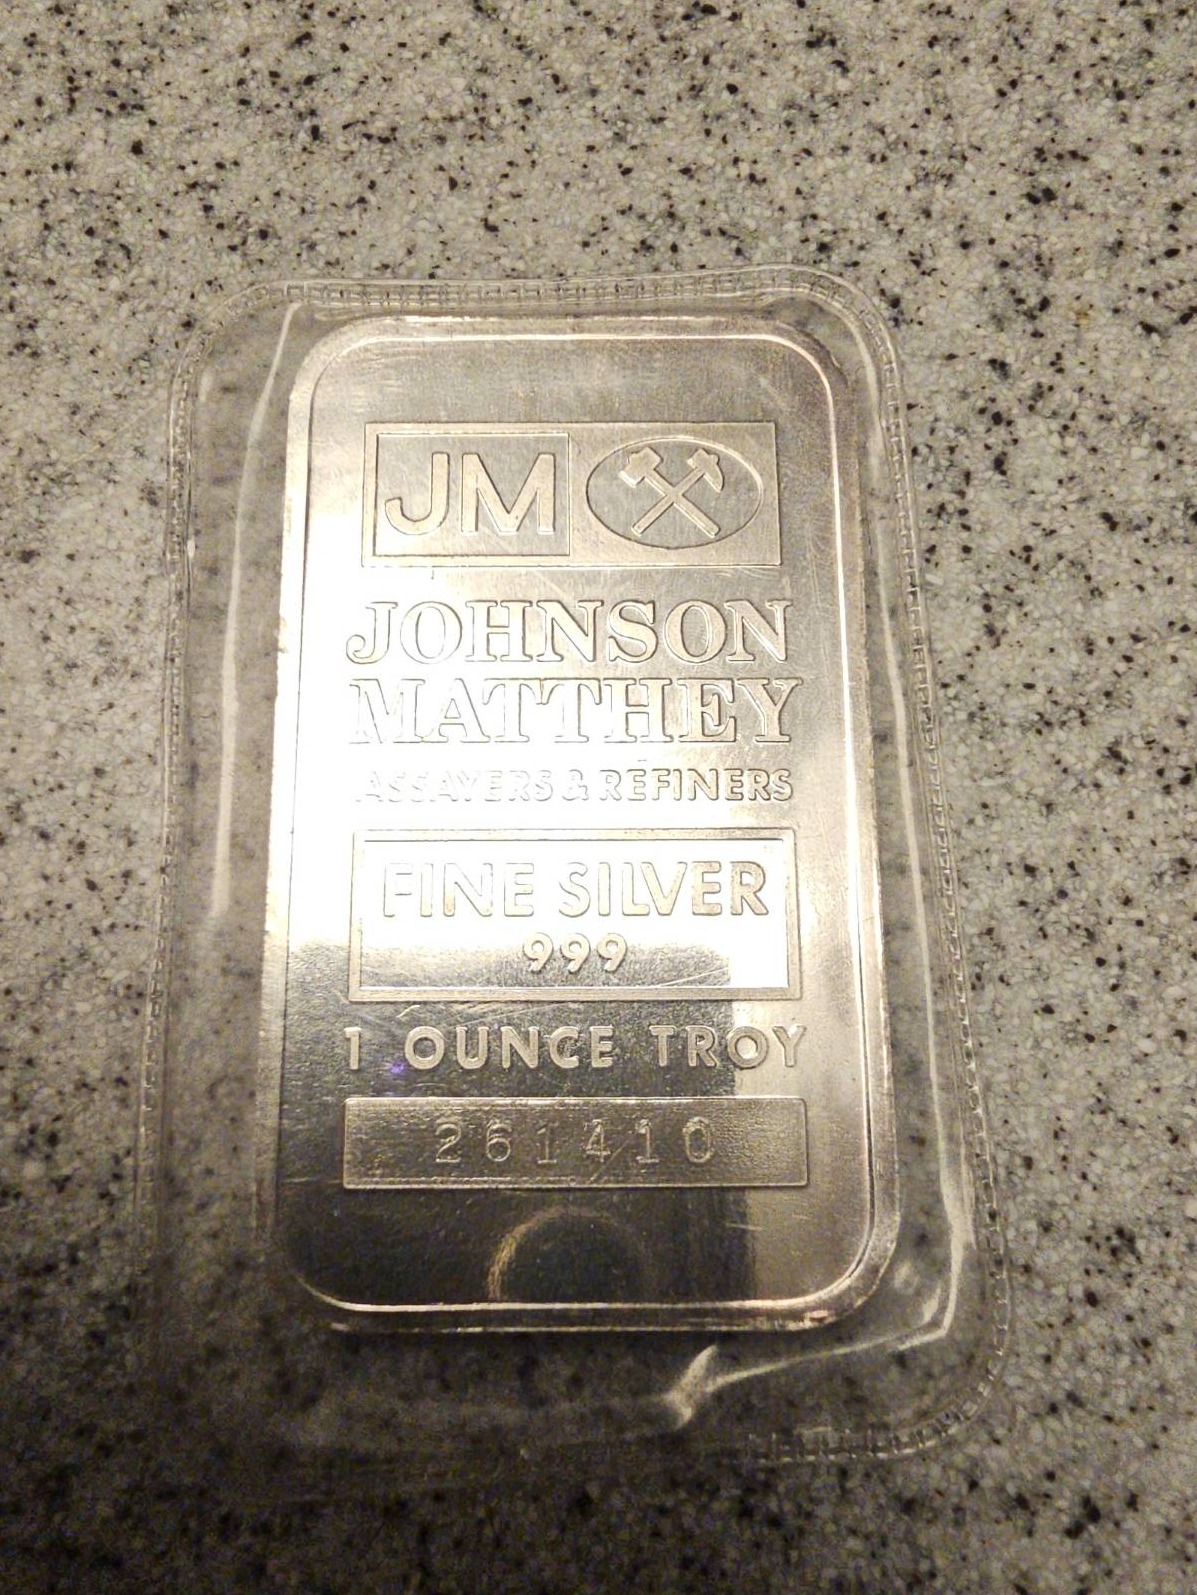 JM
JOHNSON
MATTHEY
ASSAYERS & REFINERS
FINE SILVER
999
1 OUNCE TROY
261410